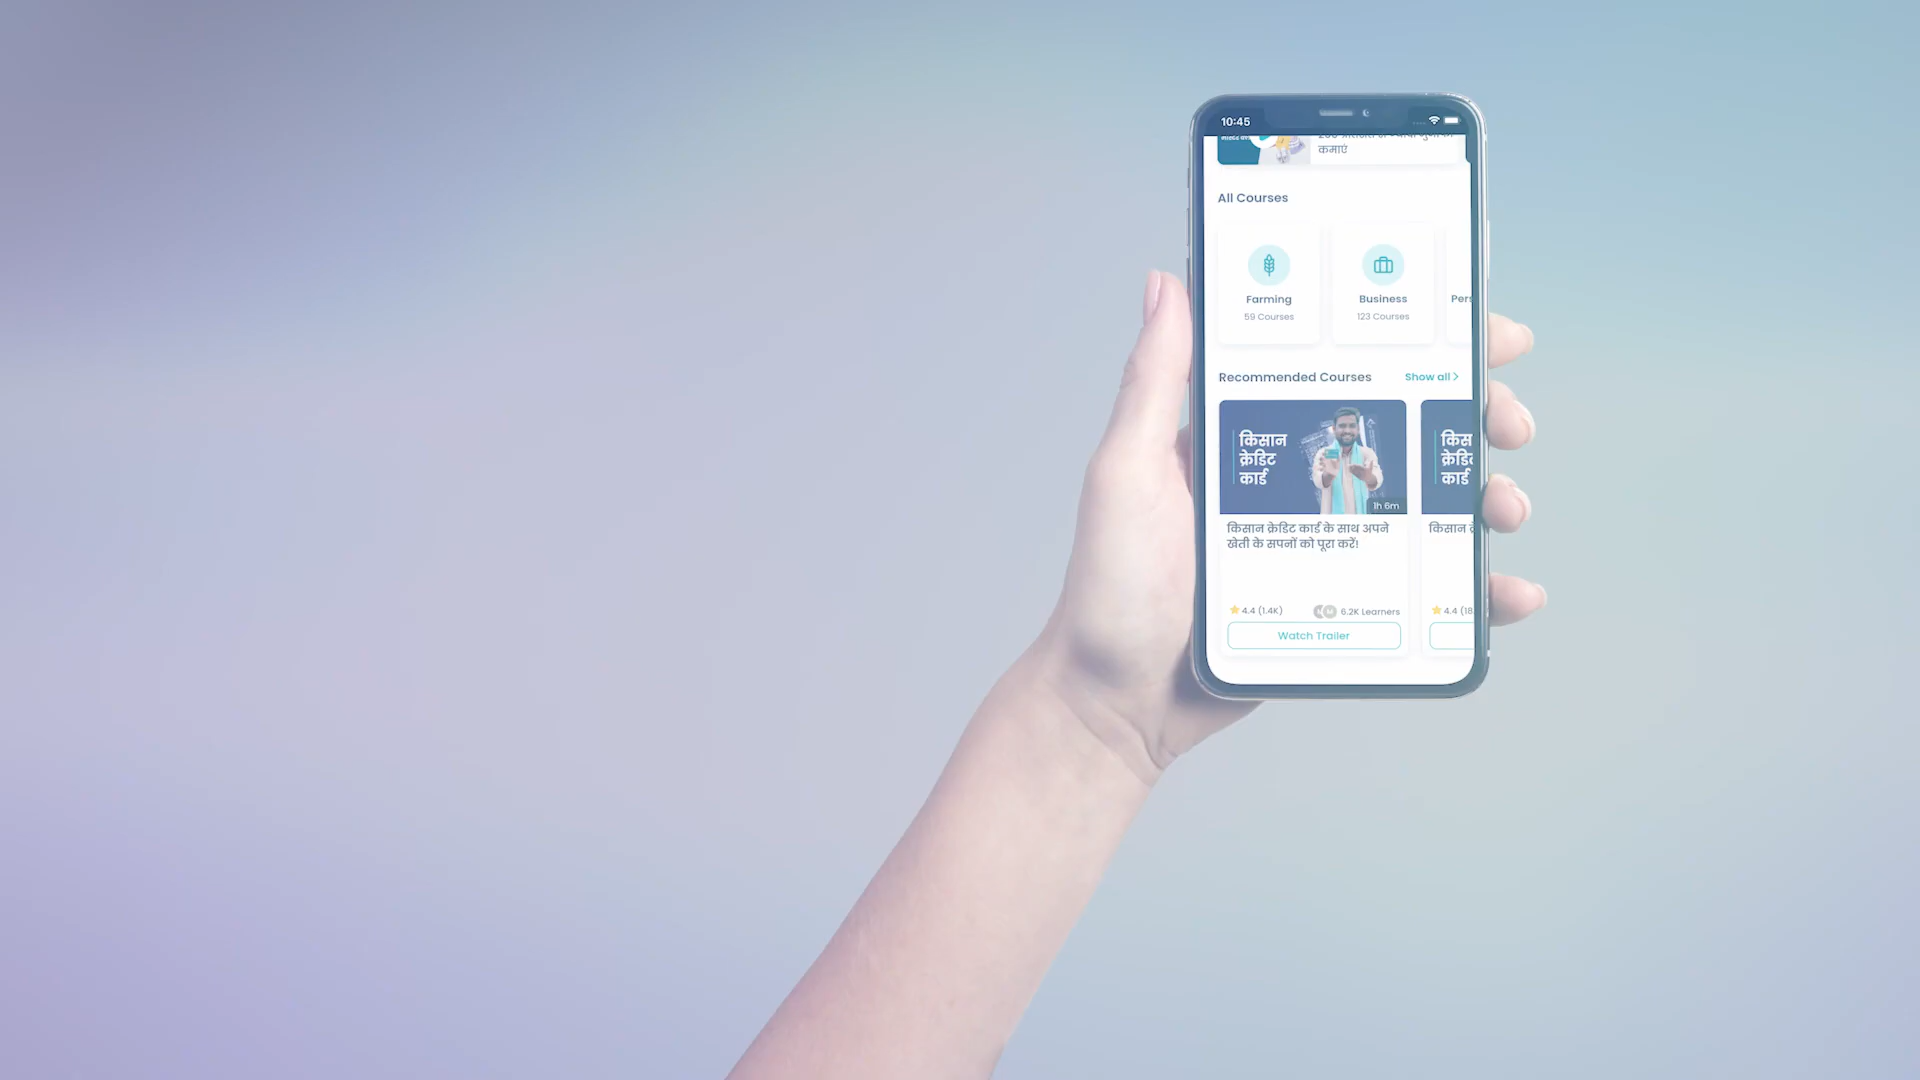 10:45
कमाएं
All Courses
Farming
59 Courses
Business
123 Courses
Recommended Courses
Show all
किसान
क्रेडिट
कार्ड
1h 6m
किसान क्रेडिट कार्ड के साथ अपने
खेती के सपनों को पूरा करें!
4.4 (1.4K)
6.2K Learners
Watch Trailer
किसान
4.4 (18